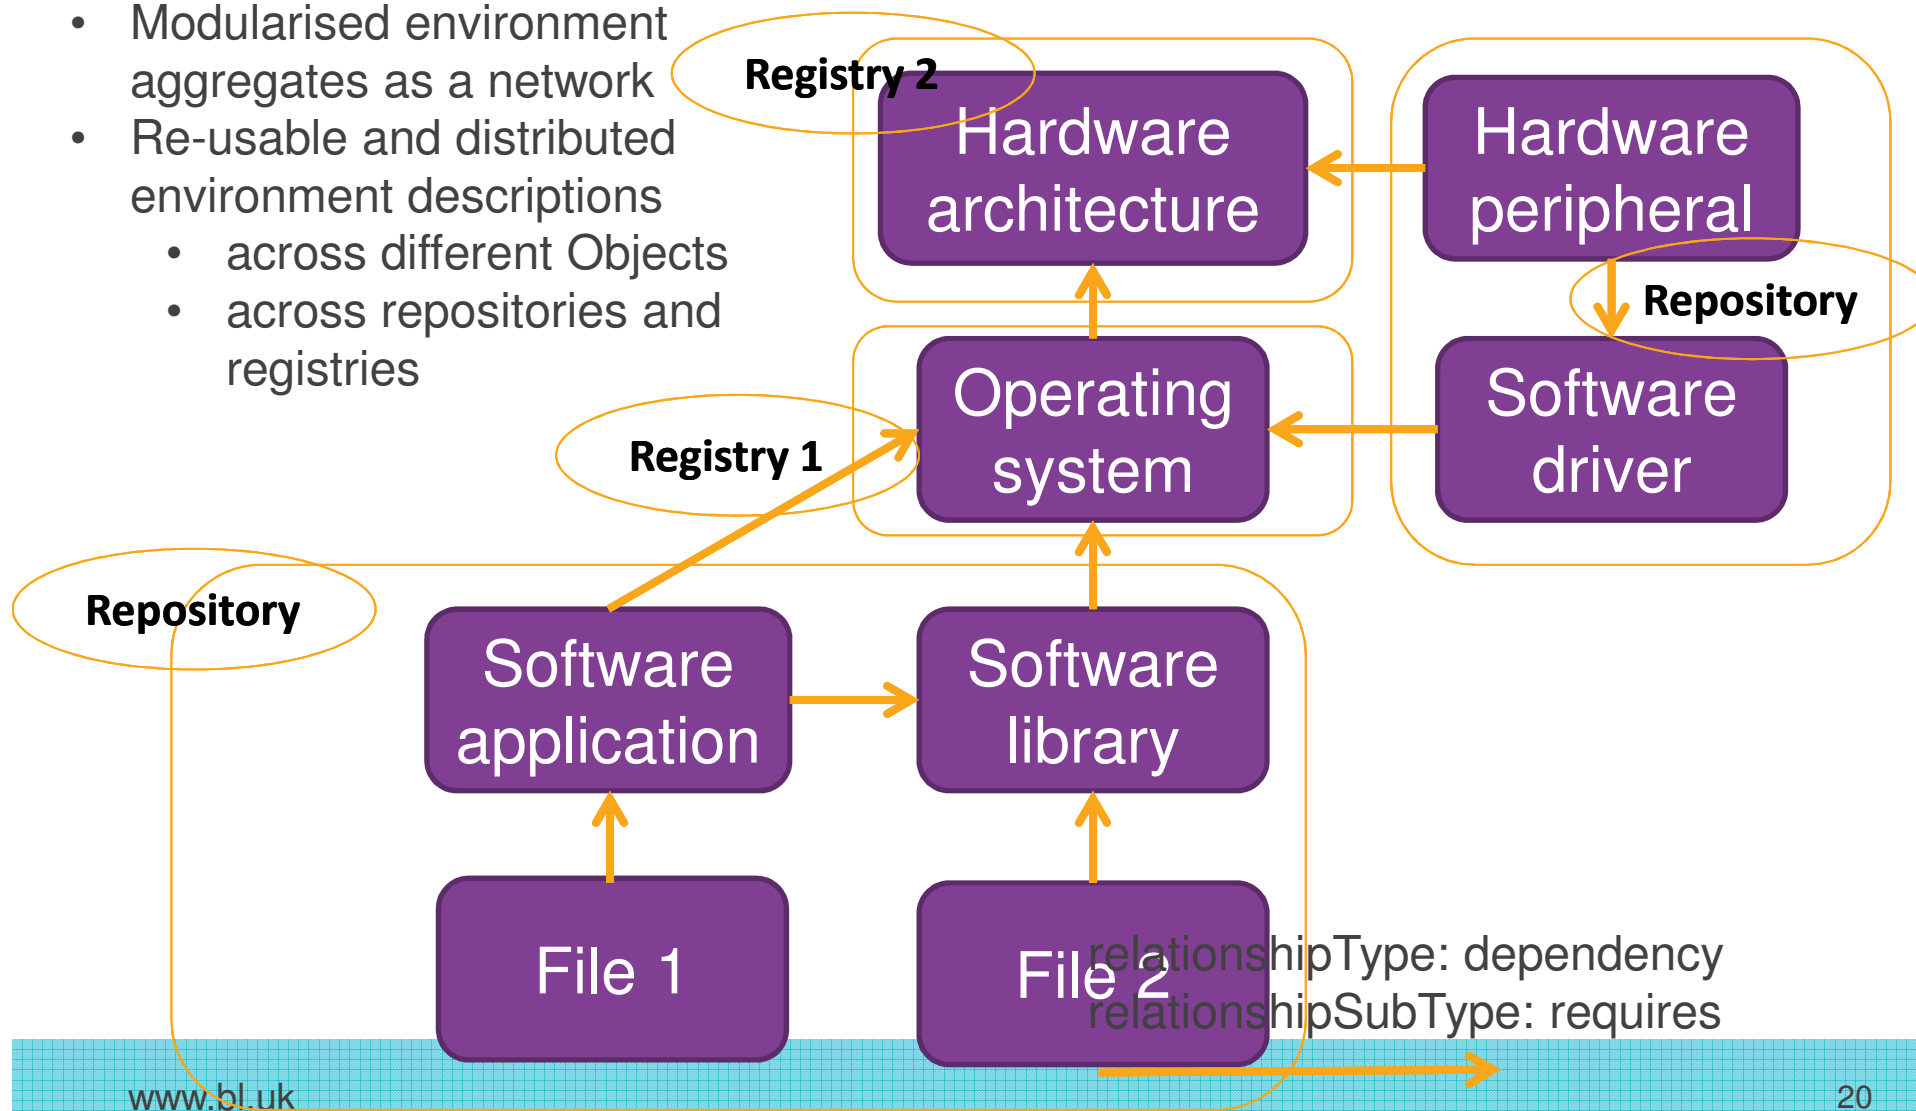 • Modularised environment
aggregates as a network
• Re-usable and distributed
environment descriptions
• across different Objects
• across repositories and
registries
Registry 2
Hardware
architecture
Hardware
peripheral
Repository
Operating
system
Software
driver
Registry 1
Repository
Software
application
Software
library
File 1
File 2
relationshipType: dependency
relationshipSubType: requires
www.bl.uk
20